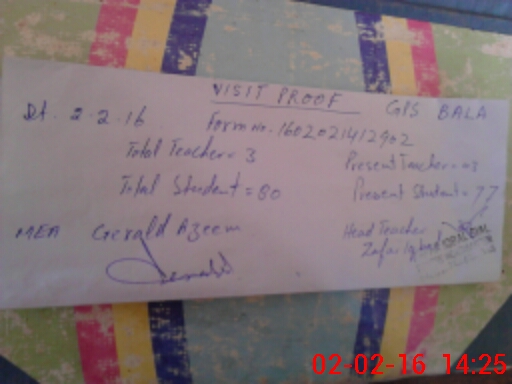 VISIT PROOF GPS BALA
Dt. 2.2.16 Form no. 1602021412902
Total Teacher = 3 Present Teacher = 03
Total Student = 80 Present Student = 77
MEA Gerald Azeem Head Teacher
Zafar Iqbal
02-02-16 14:25